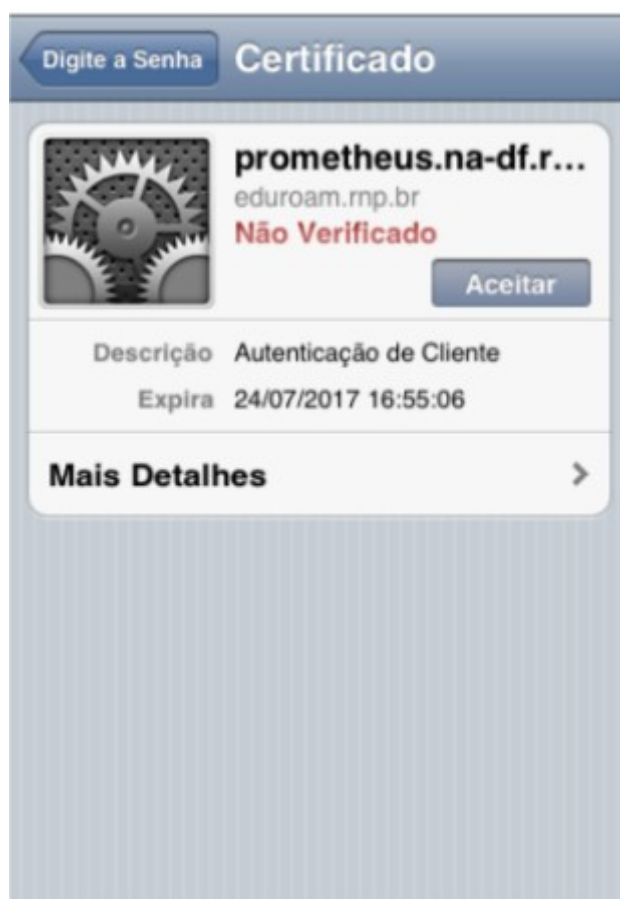 Digite a Senha Certificado
prometheus.na-df.r...
eduroam.rnp.br
Não Verificado
Aceitar
Descrição Autenticação de Cliente
Expira 24/07/2017 16:55:06
Mais Detalhes